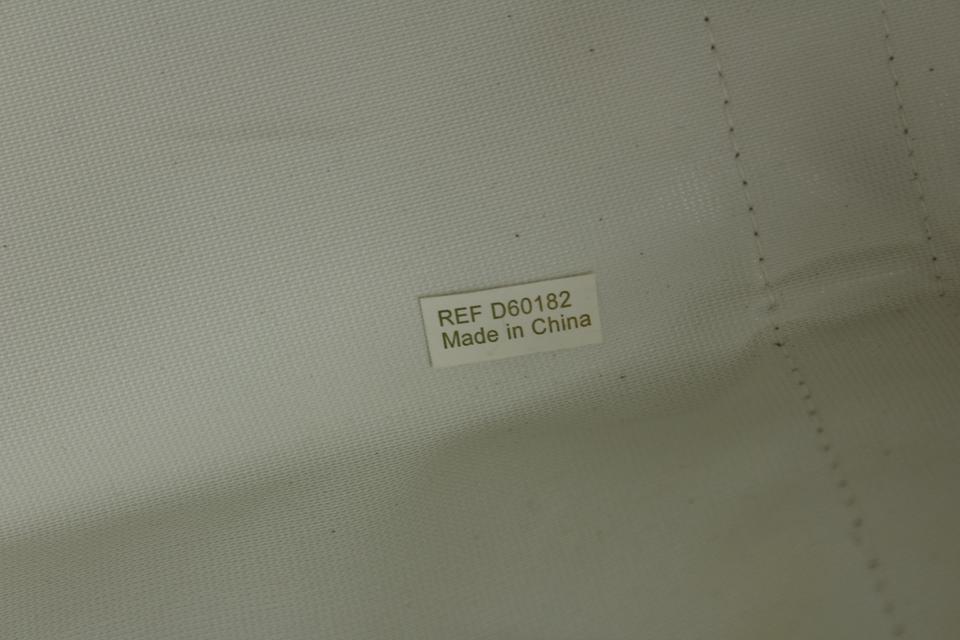 REF D60182
Made in China